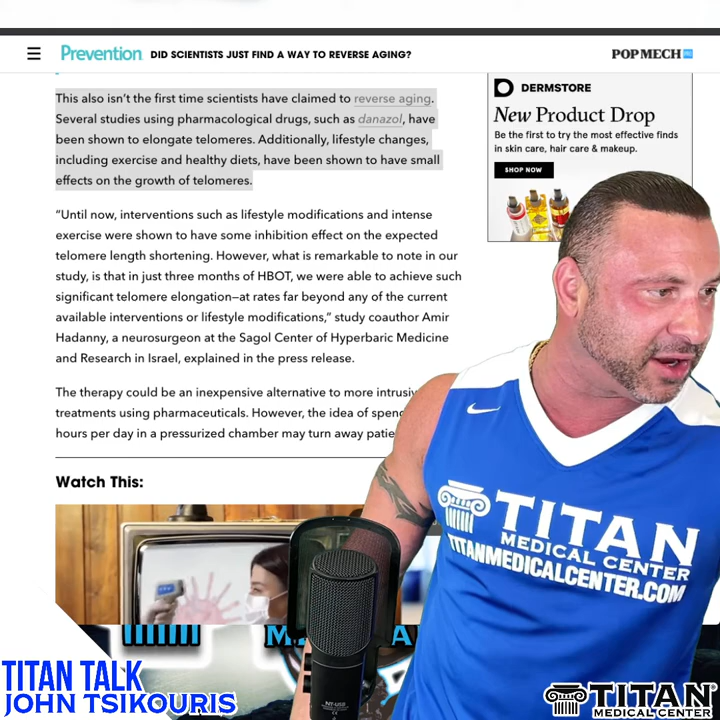 Prevention
DID SCIENTISTS JUST FIND A WAY TO REVERSE AGING?
POP MECH PRO
This also isn’t the first time scientists have claimed to reverse aging.
Several studies using pharmacological drugs, such as danazol, have
been shown to elongate telomeres. Additionally, lifestyle changes,
including exercise and healthy diets, have been shown to have small
effects on the growth of telomeres.
“Until now, interventions such as lifestyle modifications and intense
exercise were shown to have some inhibition effect on the expected
telomere length shortening. However, what is remarkable to note in our
study, is that in just three months of HBOT, we were able to achieve such
significant telomere elongation—at rates far beyond any of the current
available interventions or lifestyle modifications,” study coauthor Amir
Hadanny, a neurosurgeon at the Sagol Center of Hyperbaric Medicine
and Research in Israel, explained in the press release.
The therapy could be an inexpensive alternative to more intrusiv
treatments using pharmaceuticals. However, the idea of spend
hours per day in a pressurized chamber may turn away patie
Watch This:
DERMSTORE
New Product Drop
Be the first to try the most effective finds
in skin care, hair care & makeup.
SHOP NOW
TITAN
MEDICAL CENTER
TITANMEDICALCENTER.COM
NT-USB
TITAN TALK
JOHN TSIKOURIS
TITAN
MEDICAL CENTER